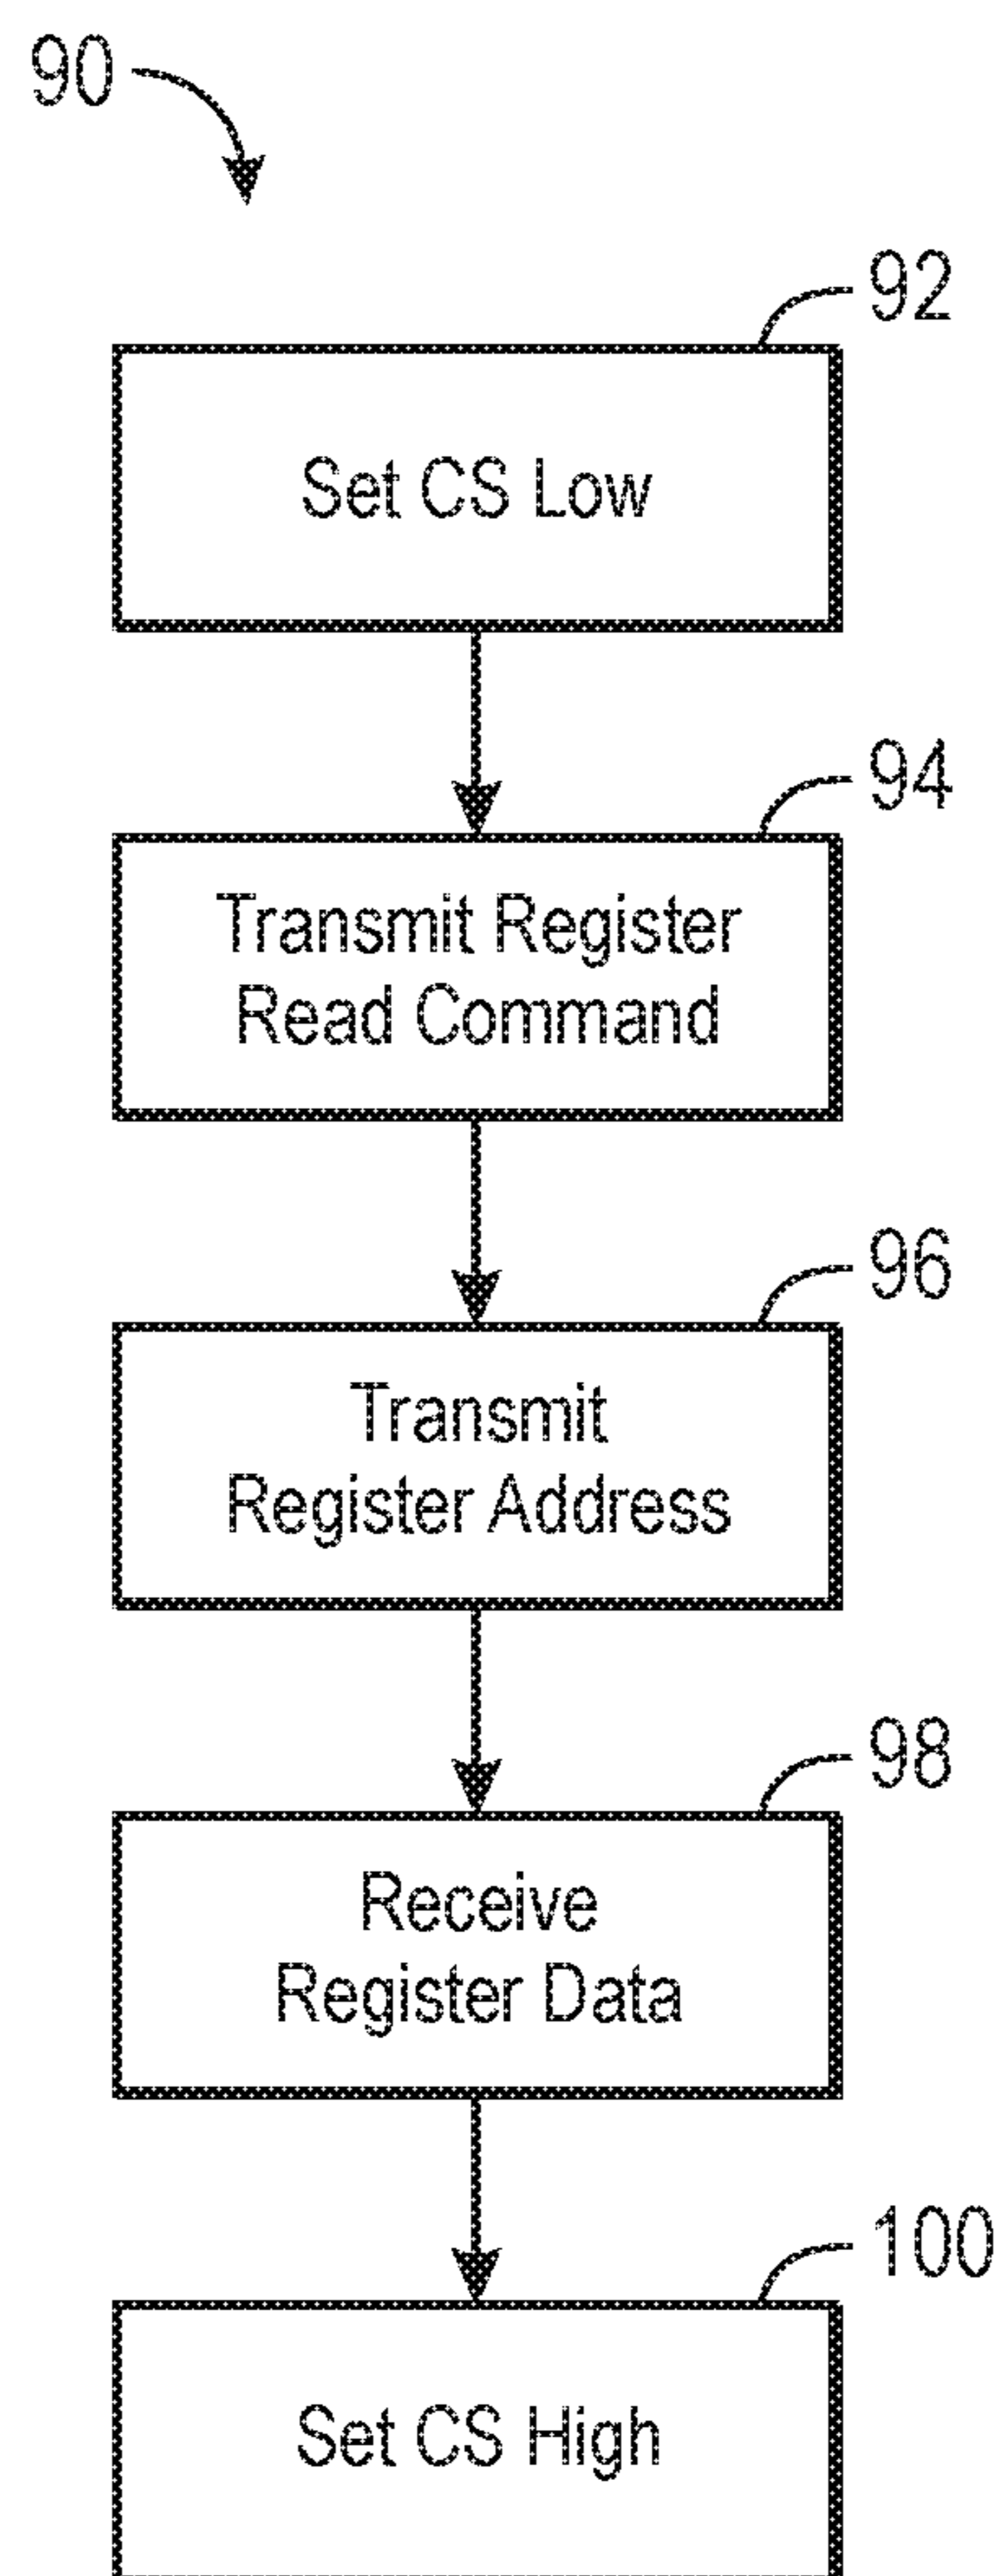 90
92
Set CS Low
94
Transmit Register
Read Command
96
Transmit
Register Address
98
Receive
Register Data
100
Set CS High